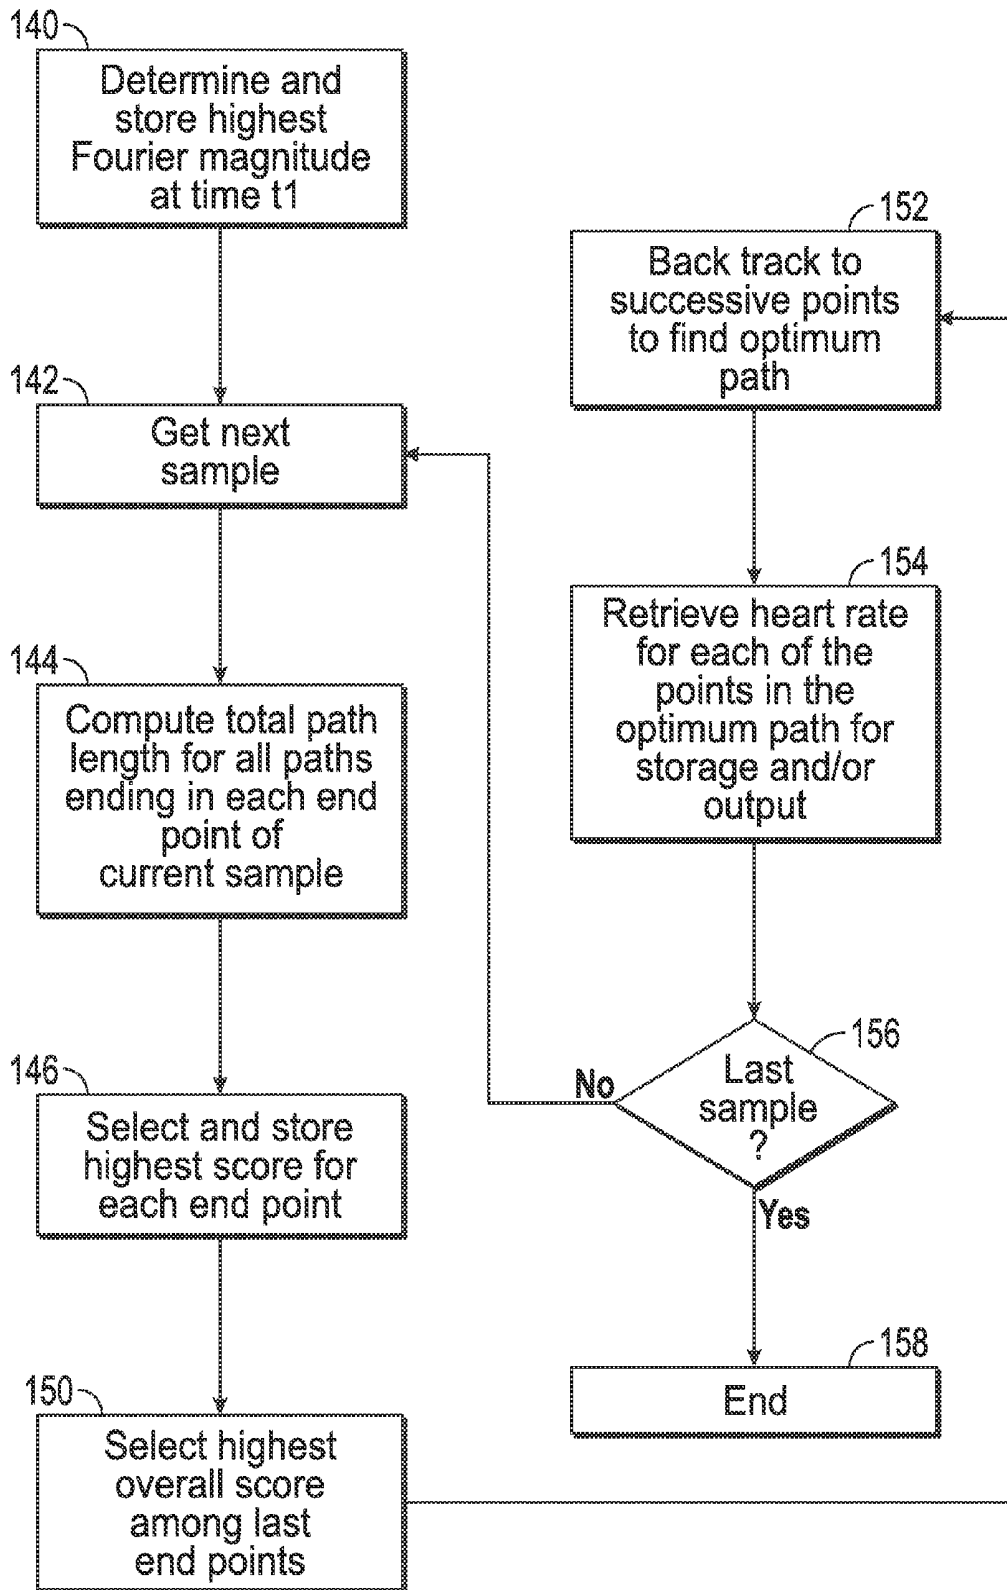 140
Determine and
store highest
Fourier magnitude
at time t1
142
Get next
sample
144
Compute total path
length for all paths
ending in each end
point of
current sample
146
Select and store
highest score for
each end point
150
Select highest
overall score
among last
end points
152
Back track to
successive points
to find optimum
path
154
Retrieve heart rate
for each of the
points in the
optimum path for
storage and/or
output
156
Last
sample
?
No
Yes
158
End